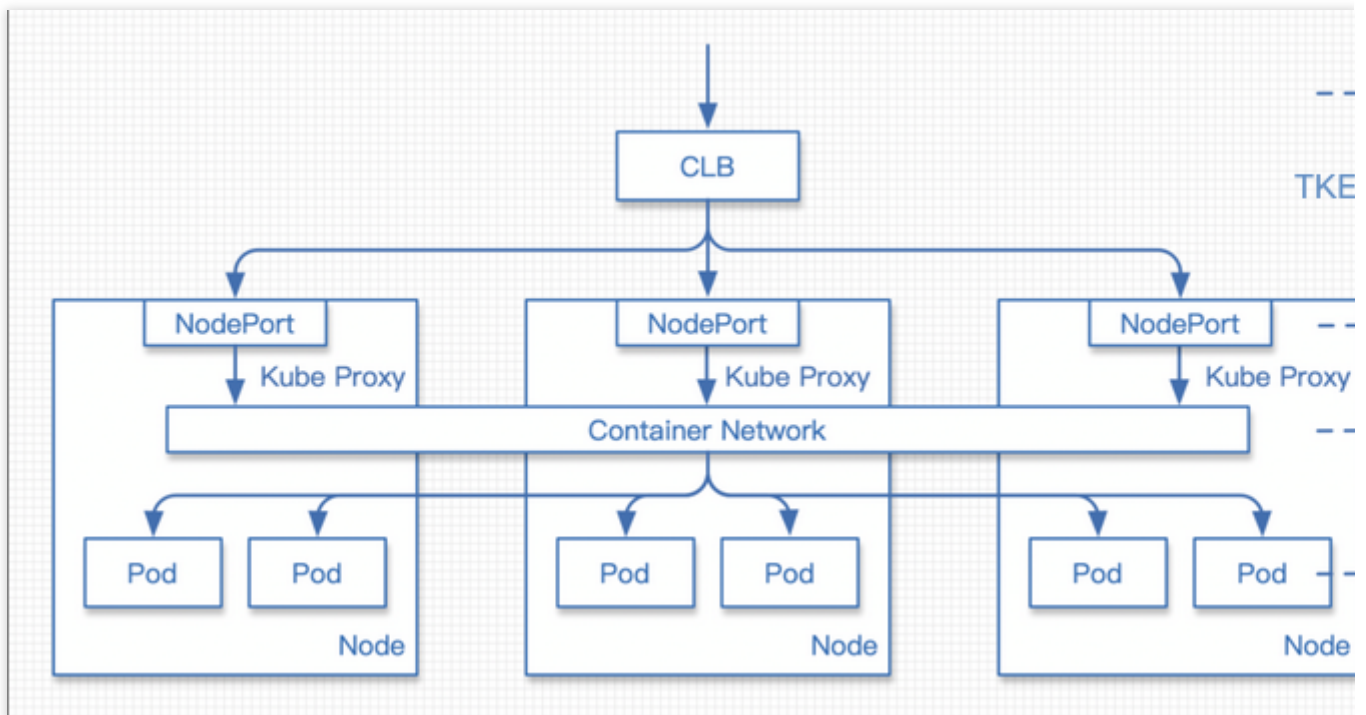 CLB
TKE
NodePort
NodePort
NodePort
Kube Proxy
Kube Proxy
Kube Proxy
Container Network
Pod
Pod
Pod
Pod
Pod
Pod
Node
Node
Node